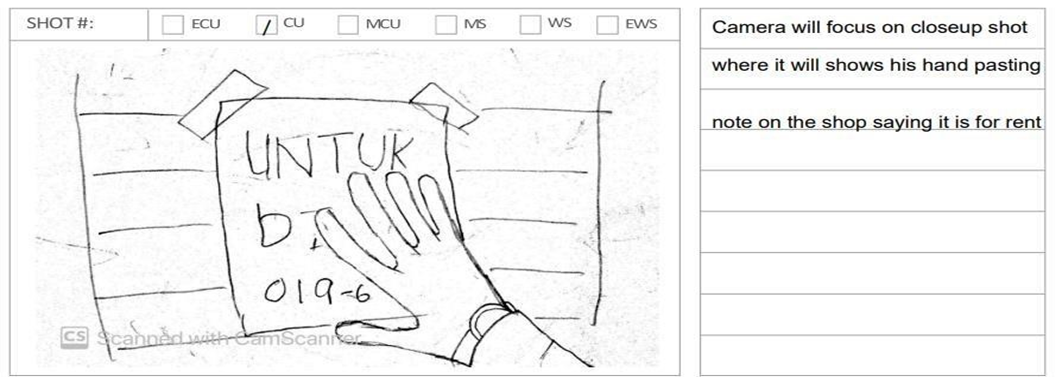 SHOT #: ECU / CU MCU MS WS EWS
UNTUK
D
019-6
CS Scanned with CamScanner
Camera will focus on closeup shot
where it will shows his hand pasting
note on the shop saying it is for rent